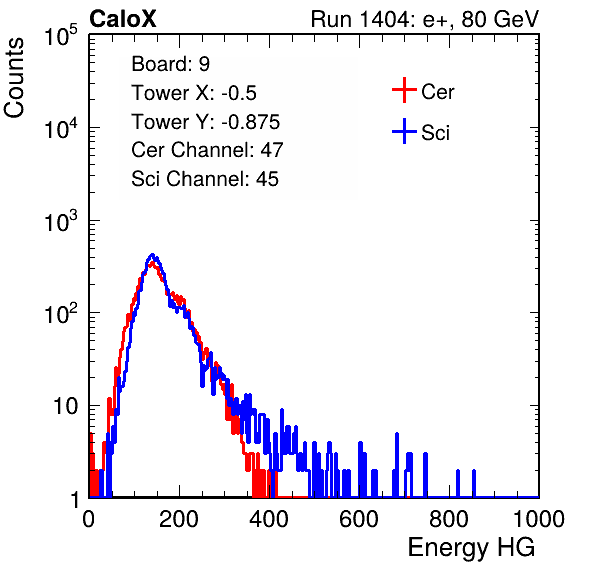 CaloX Run 1404: e+, 80 GeV
Counts
Board: 9
Tower X: -0.5
Tower Y: -0.875
Cer Channel: 47
Sci Channel: 45
Cer
Sci
10^5
10^4
10^3
10^2
10
1
0 200 400 600 800 1000
Energy HG